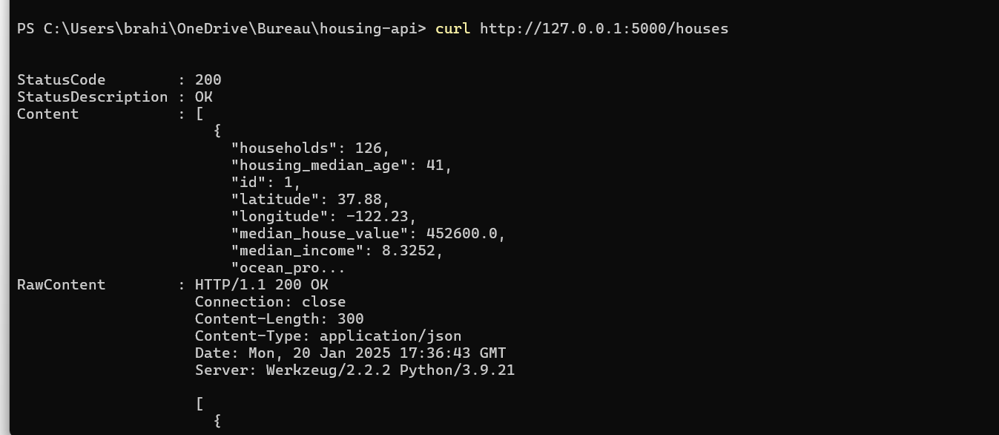 PS C:\Users\brahi\OneDrive\Bureau\housing-api> curl http://127.0.0.1:5000/houses
StatusCode        : 200
StatusDescription : OK
Content           : [
                      {
                        "households": 126,
                        "housing_median_age": 41,
                        "id": 1,
                        "latitude": 37.88,
                        "longitude": -122.23,
                        "median_house_value": 452600.0,
                        "median_income": 8.3252,
                        "ocean_pro...
RawContent        : HTTP/1.1 200 OK
                    Connection: close
                    Content-Length: 300
                    Content-Type: application/json
                    Date: Mon, 20 Jan 2025 17:36:43 GMT
                    Server: Werkzeug/2.2.2 Python/3.9.21
                    [
                      {